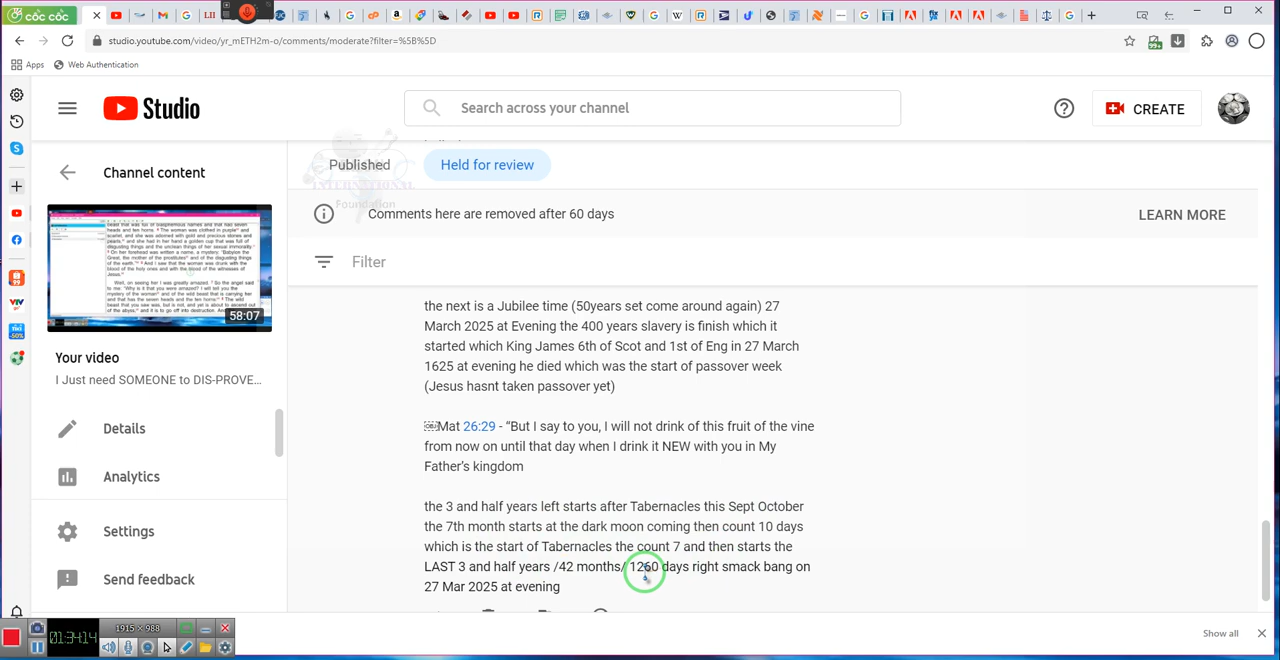 cốc cốc
studio.youtube.com/video/yr_mETH2m-o/comments/moderate?filter=%5B%5D
99+
Apps
Web Authentication
Studio
Search across your channel
CREATE
Channel content
58:07
Your video
I Just need SOMEONE to DIS-PROVE...
Details
Analytics
Settings
Send feedback
Published
Held for review
INTERNATIONAL
Foundation
Comments here are removed after 60 days
LEARN MORE
Filter
the next is a Jubilee time (50years set come around again) 27
March 2025 at Evening the 400 years slavery is finish which it
started which King James 6th of Scot and 1st of Eng in 27 March
1625 at evening he died which was the start of passover week
(Jesus hasnt taken passover yet)
Mat 26:29 - “But I say to you, I will not drink of this fruit of the vine
from now on until that day when I drink it NEW with you in My
Father’s kingdom
the 3 and half years left starts after Tabernacles this Sept October
the 7th month starts at the dark moon coming then count 10 days
which is the start of Tabernacles the count 7 and then starts the
LAST 3 and half years /42 months/ 1260 days right smack bang on
27 Mar 2025 at evening
Show all
01:34:14
1915 x 988